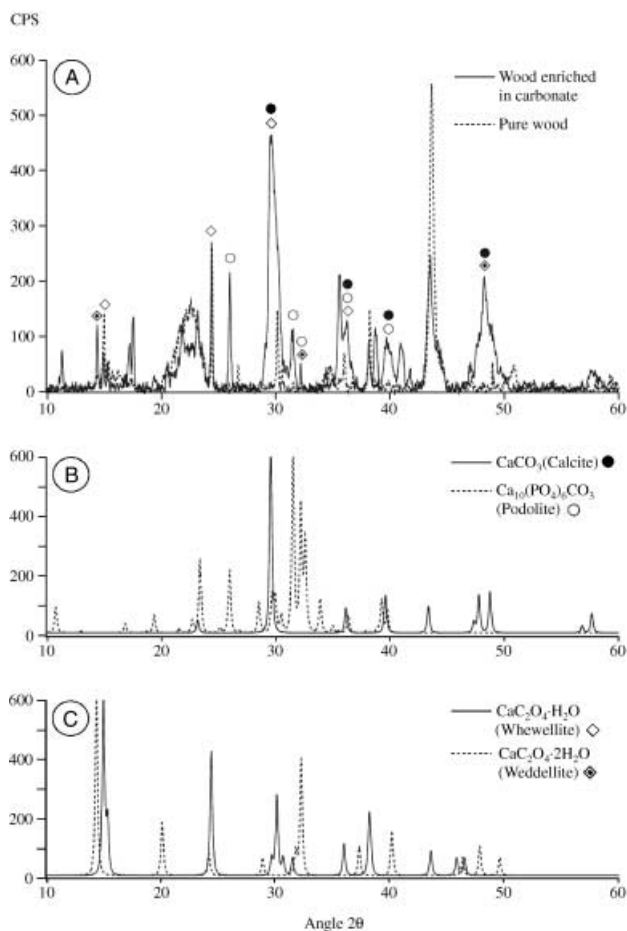 CPS
600
A
Wood enriched
in carbonate
500
Pure wood
400
300
200
100
00
10 20 30 40 50 60
600
B
CaCO₃(Calcite)
Ca₁₀(PO₄)₆CO₃
400
(Podolite)
200
0
10 20 30 40 50 60
600
C
CaC₂O₄·H₂O
(Whewellite)
400
CaC₂O₄·2H₂O
(Weddellite)
200
0
10 20 30 40 50 60
Angle 2θ